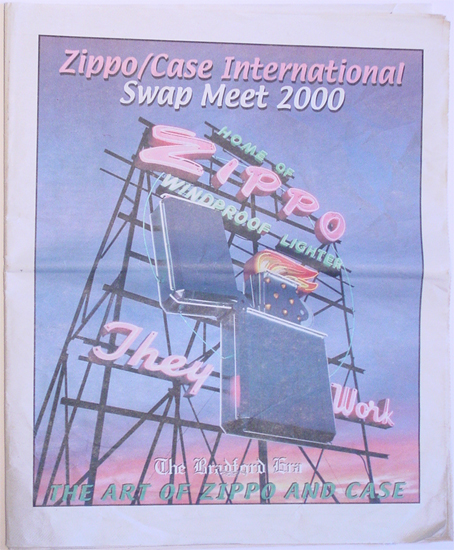 Zippo/Case International
Swap Meet 2000
HOME OF
ZIPPO
WINDPROOF LIGHTER
They Work
The Bradford Era
THE ART OF ZIPPO AND CASE